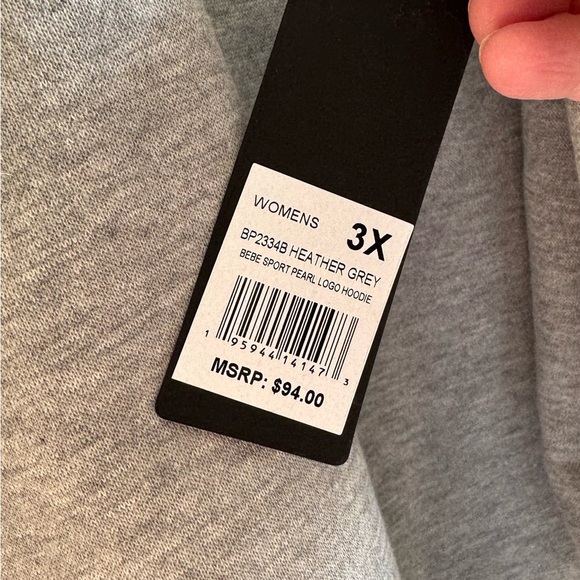 WOMENS 3X
BP2334B HEATHER GREY
BEBE SPORT PEARL LOGO HOODIE
1 95944 14147 3
MSRP: $94.00